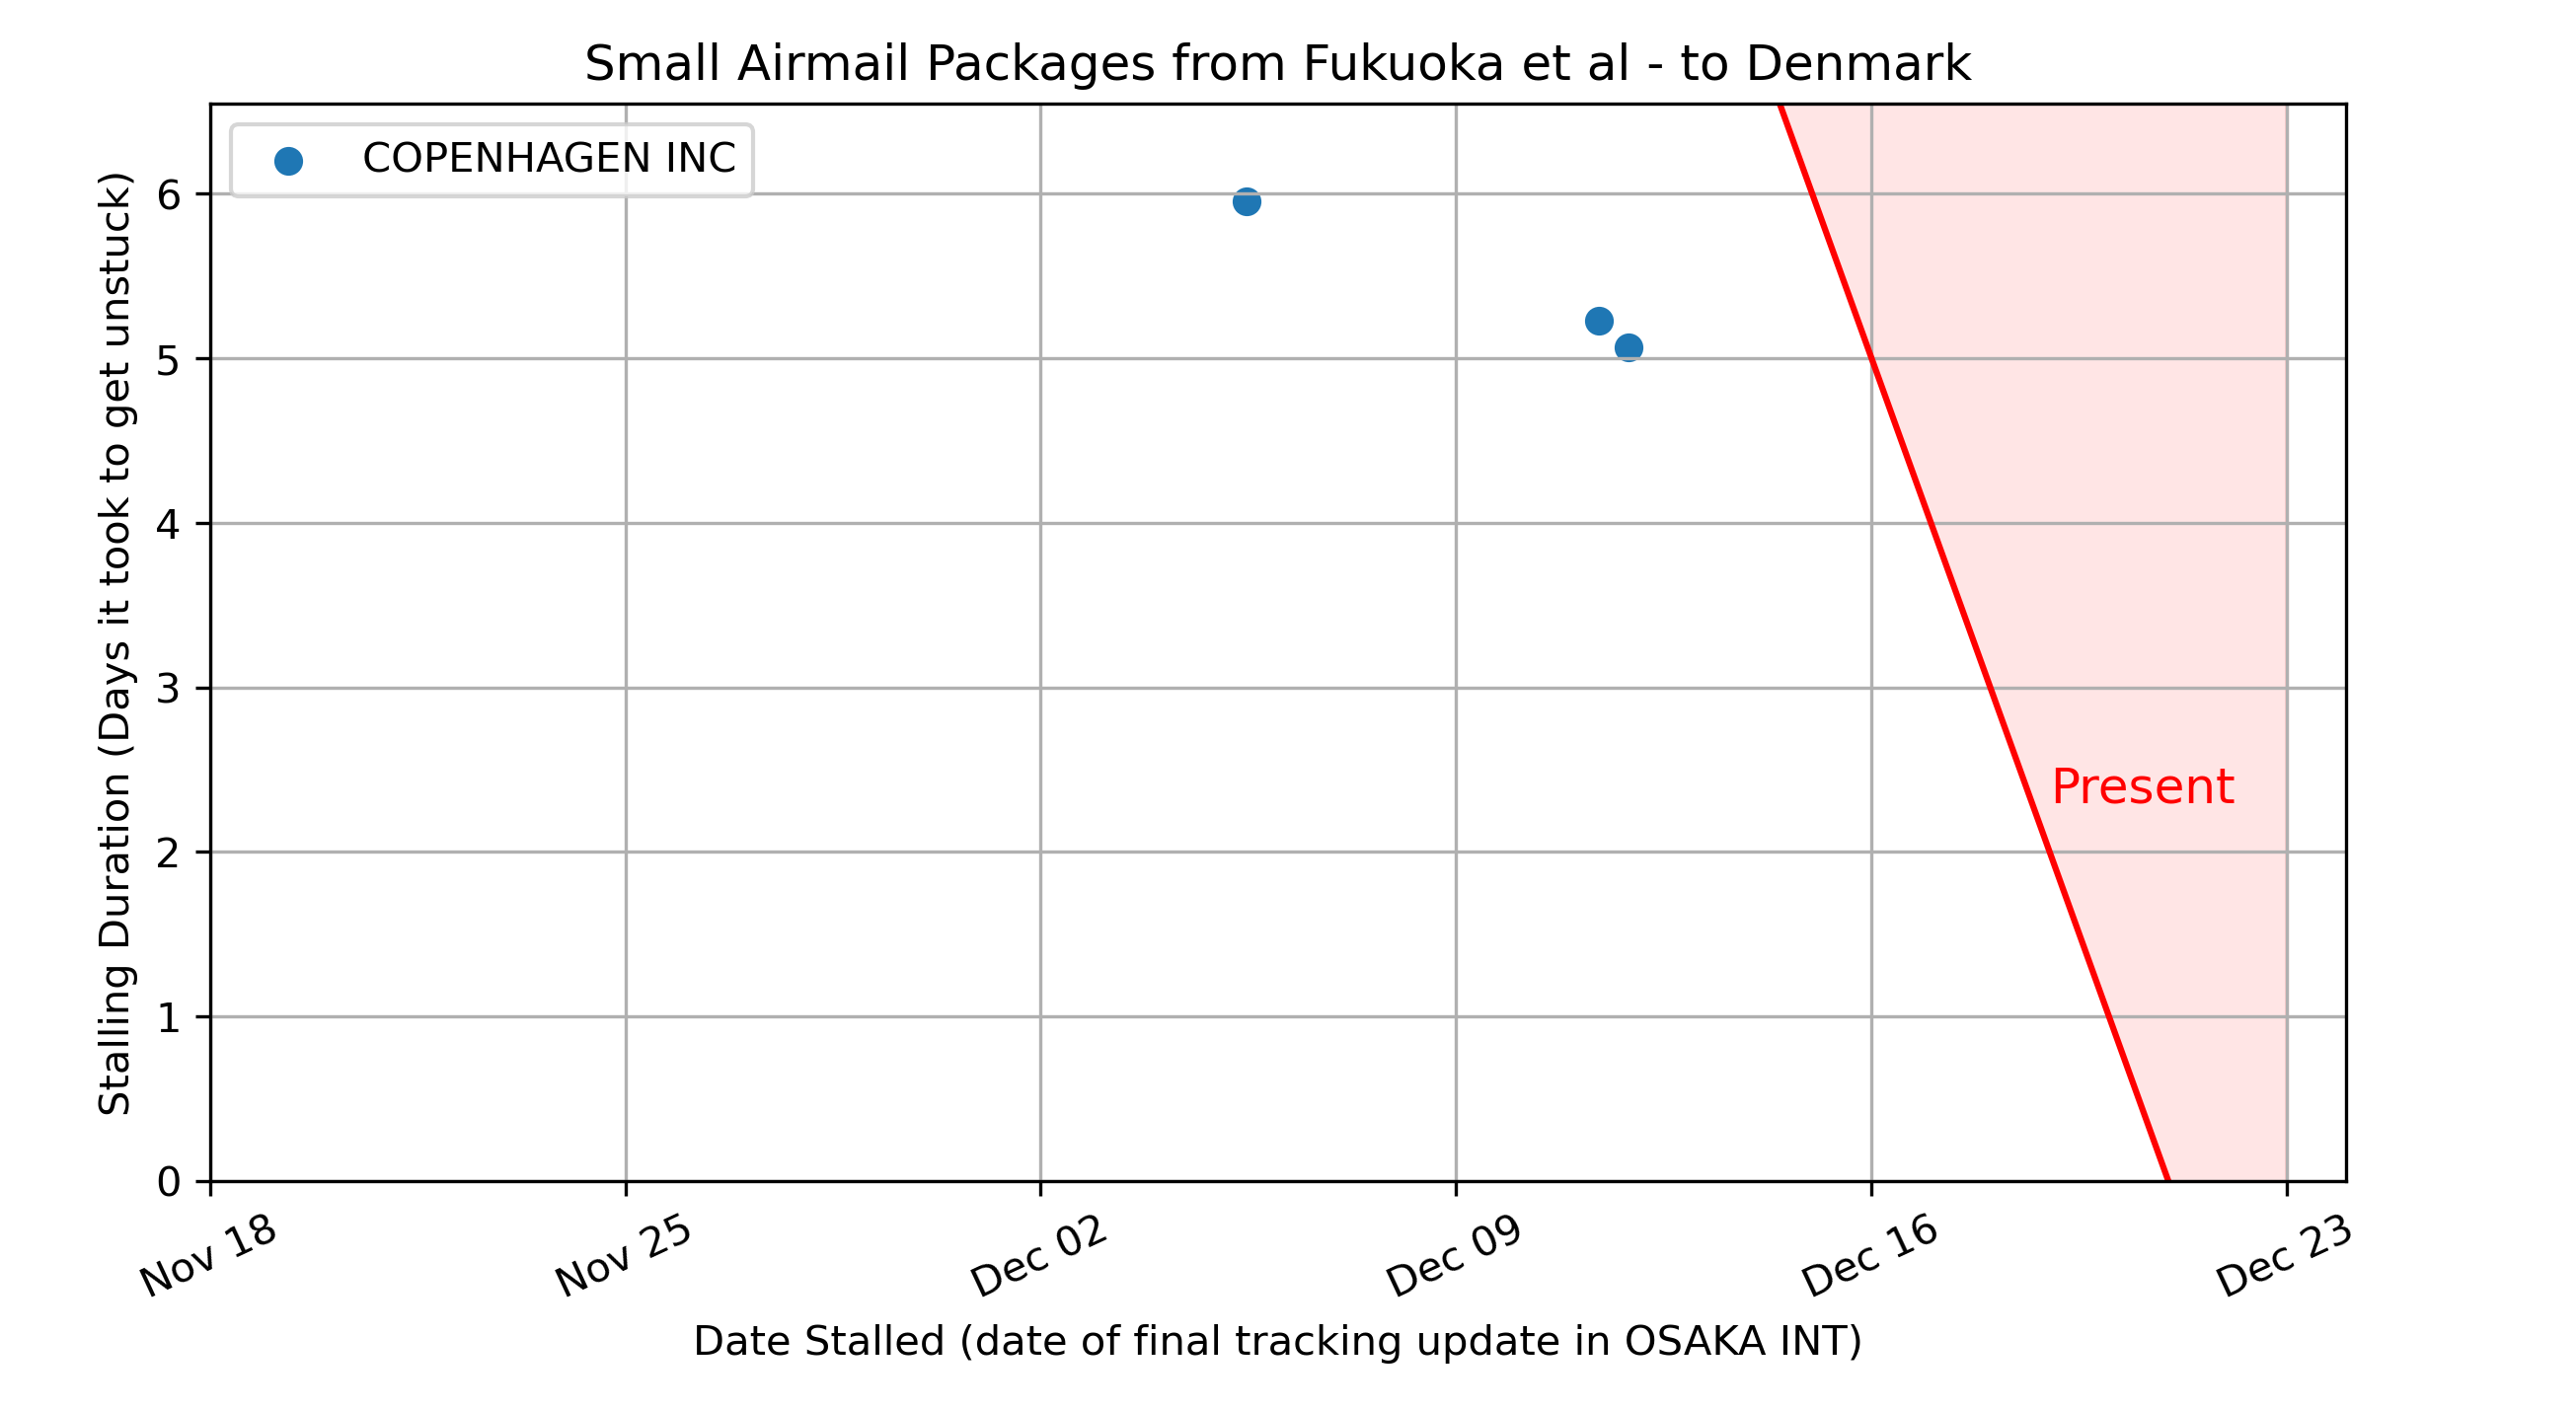 Small Airmail Packages from Fukuoka et al - to Denmark
COPENHAGEN INC
Stalling Duration (Days it took to get unstuck)
6
5
4
3
2
1
0
Present
Nov 18
Nov 25
Dec 02
Dec 09
Dec 16
Dec 23
Date Stalled (date of final tracking update in OSAKA INT)